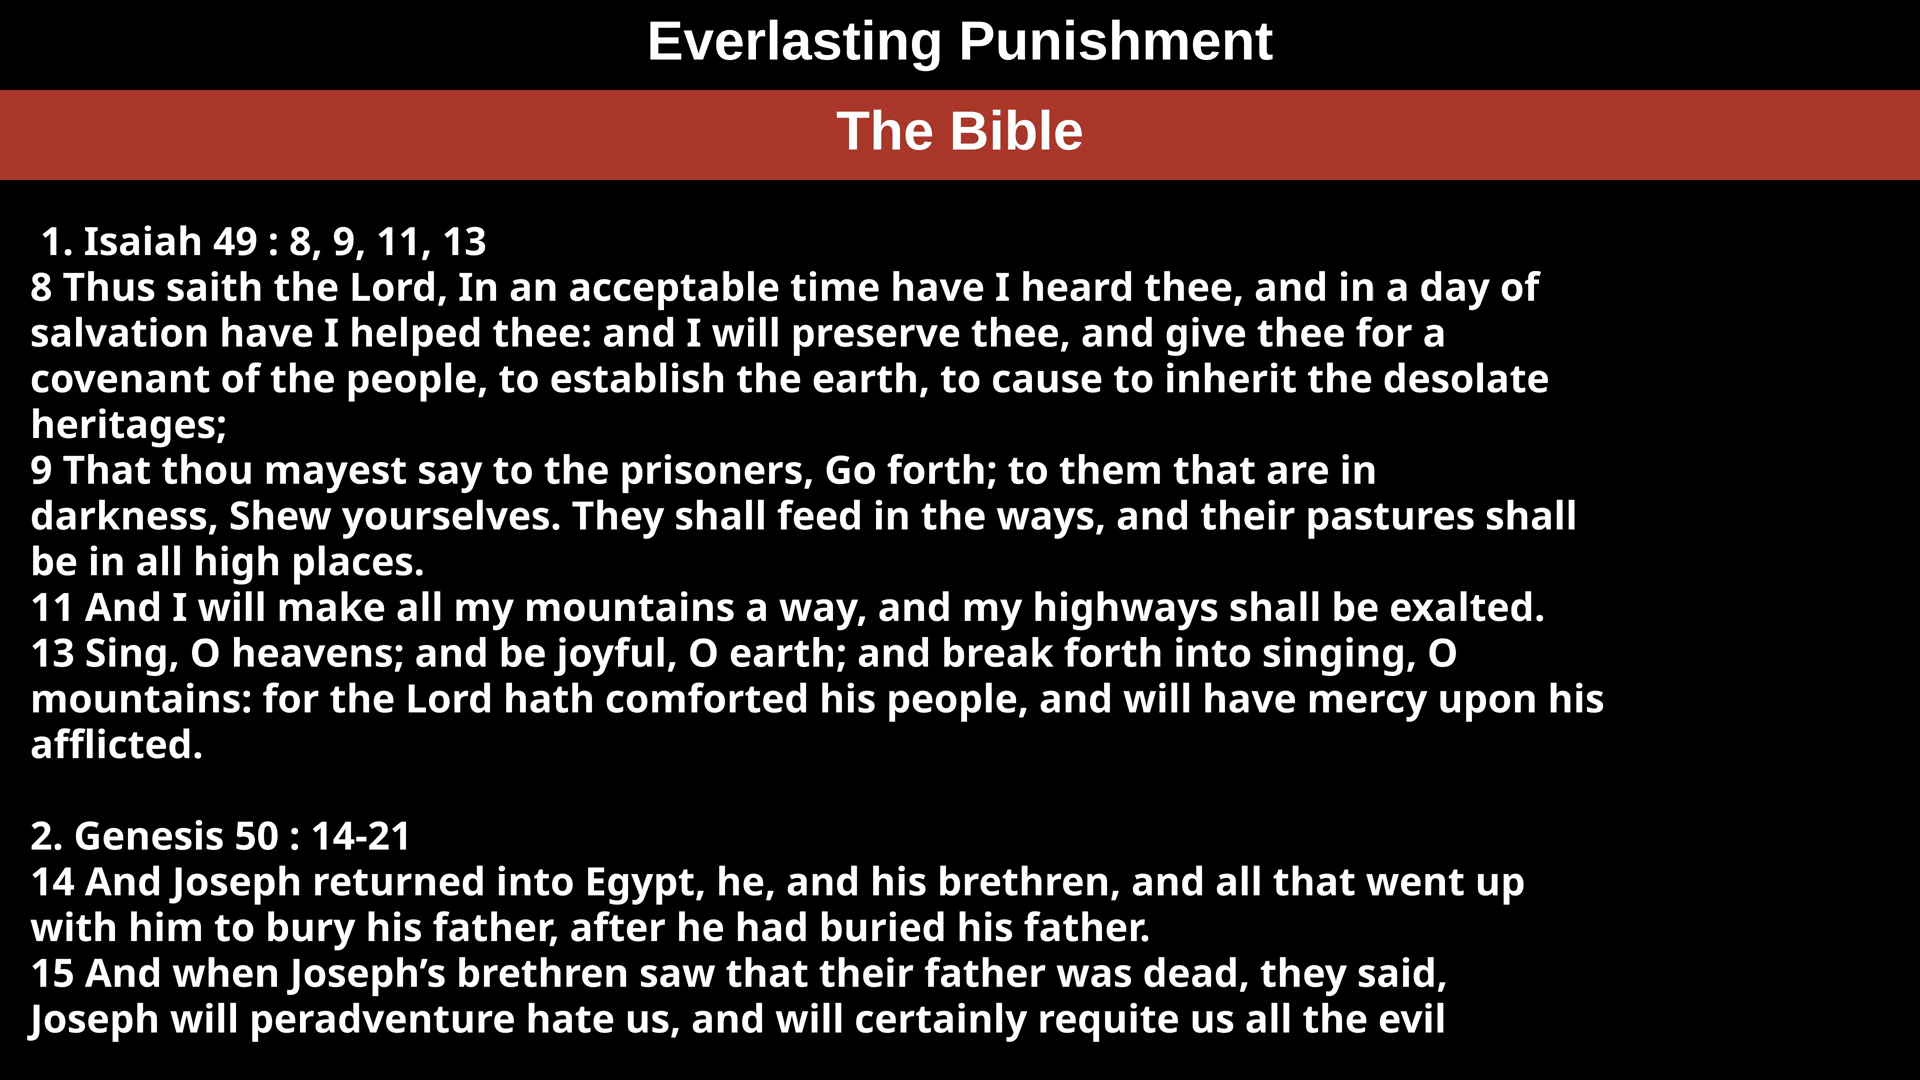 Everlasting Punishment
The Bible
1. Isaiah 49 : 8, 9, 11, 13
8 Thus saith the Lord, In an acceptable time have I heard thee, and in a day of
salvation have I helped thee: and I will preserve thee, and give thee for a
covenant of the people, to establish the earth, to cause to inherit the desolate
heritages;
9 That thou mayest say to the prisoners, Go forth; to them that are in
darkness, Shew yourselves. They shall feed in the ways, and their pastures shall
be in all high places.
11 And I will make all my mountains a way, and my highways shall be exalted.
13 Sing, O heavens; and be joyful, O earth; and break forth into singing, O
mountains: for the Lord hath comforted his people, and will have mercy upon his
afflicted.
2. Genesis 50 : 14-21
14 And Joseph returned into Egypt, he, and his brethren, and all that went up
with him to bury his father, after he had buried his father.
15 And when Joseph’s brethren saw that their father was dead, they said,
Joseph will peradventure hate us, and will certainly requite us all the evil